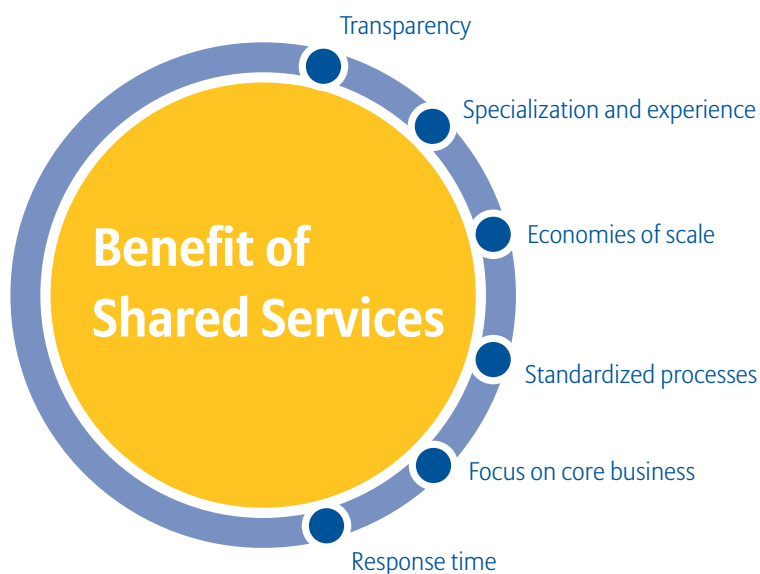 Transparency
Specialization and experience
Economies of scale
Benefit of
Shared Services
Standardized processes
Focus on core business
Response time